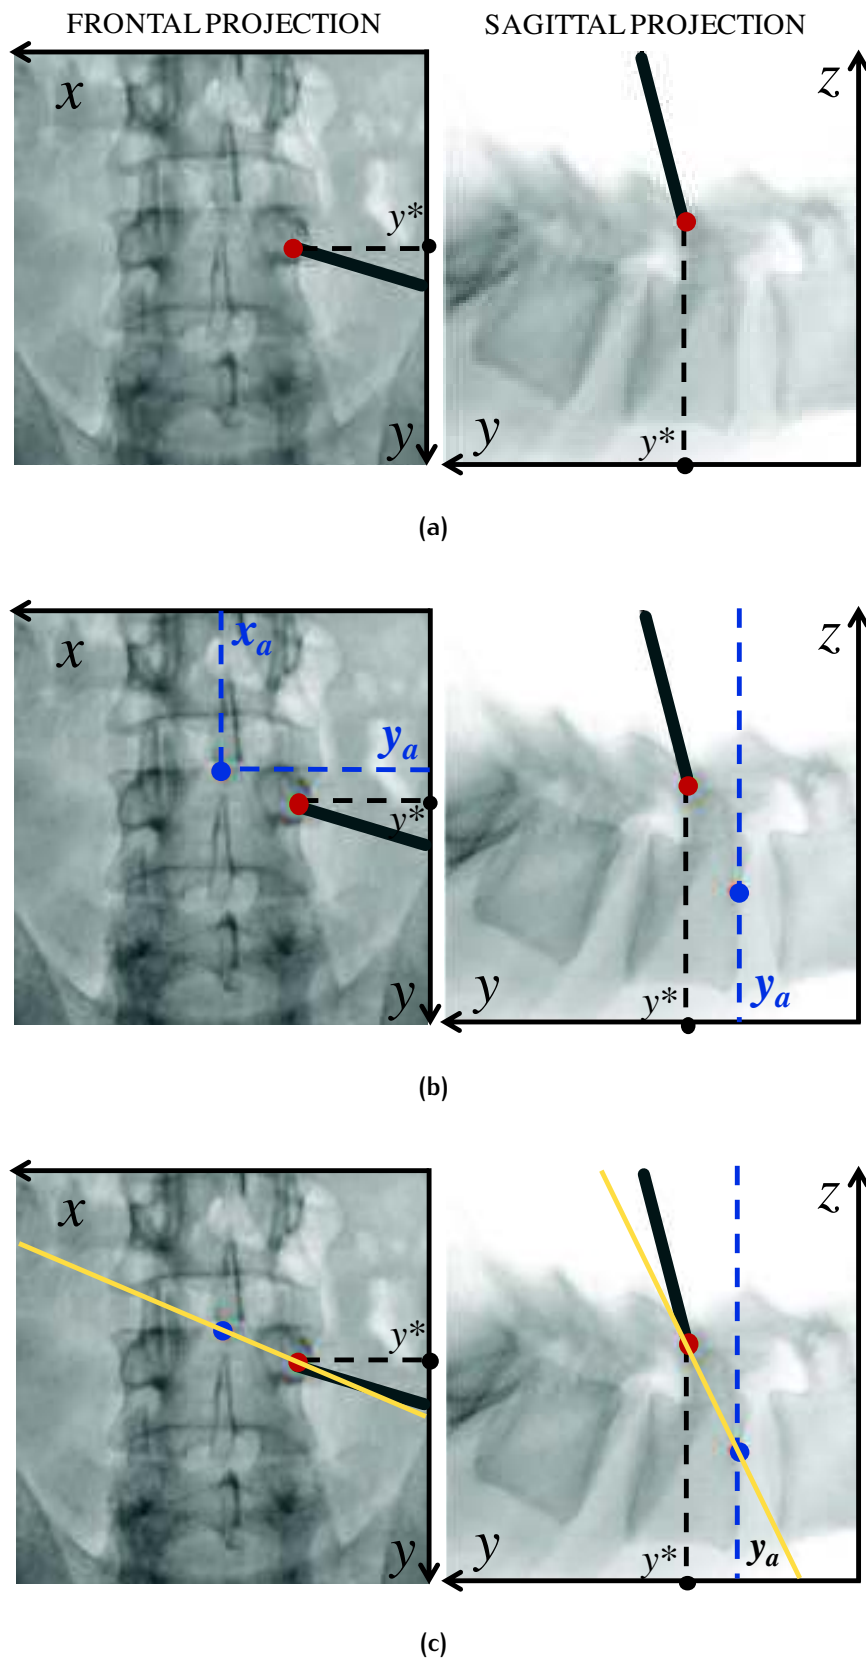 FRONTAL PROJECTION SAGITTAL PROJECTION
x z
y*
y y* y
(a)
x x_a z
y_a
y*
y y y* y_a
(b)
x z
y*
y y y* y_a
(c)